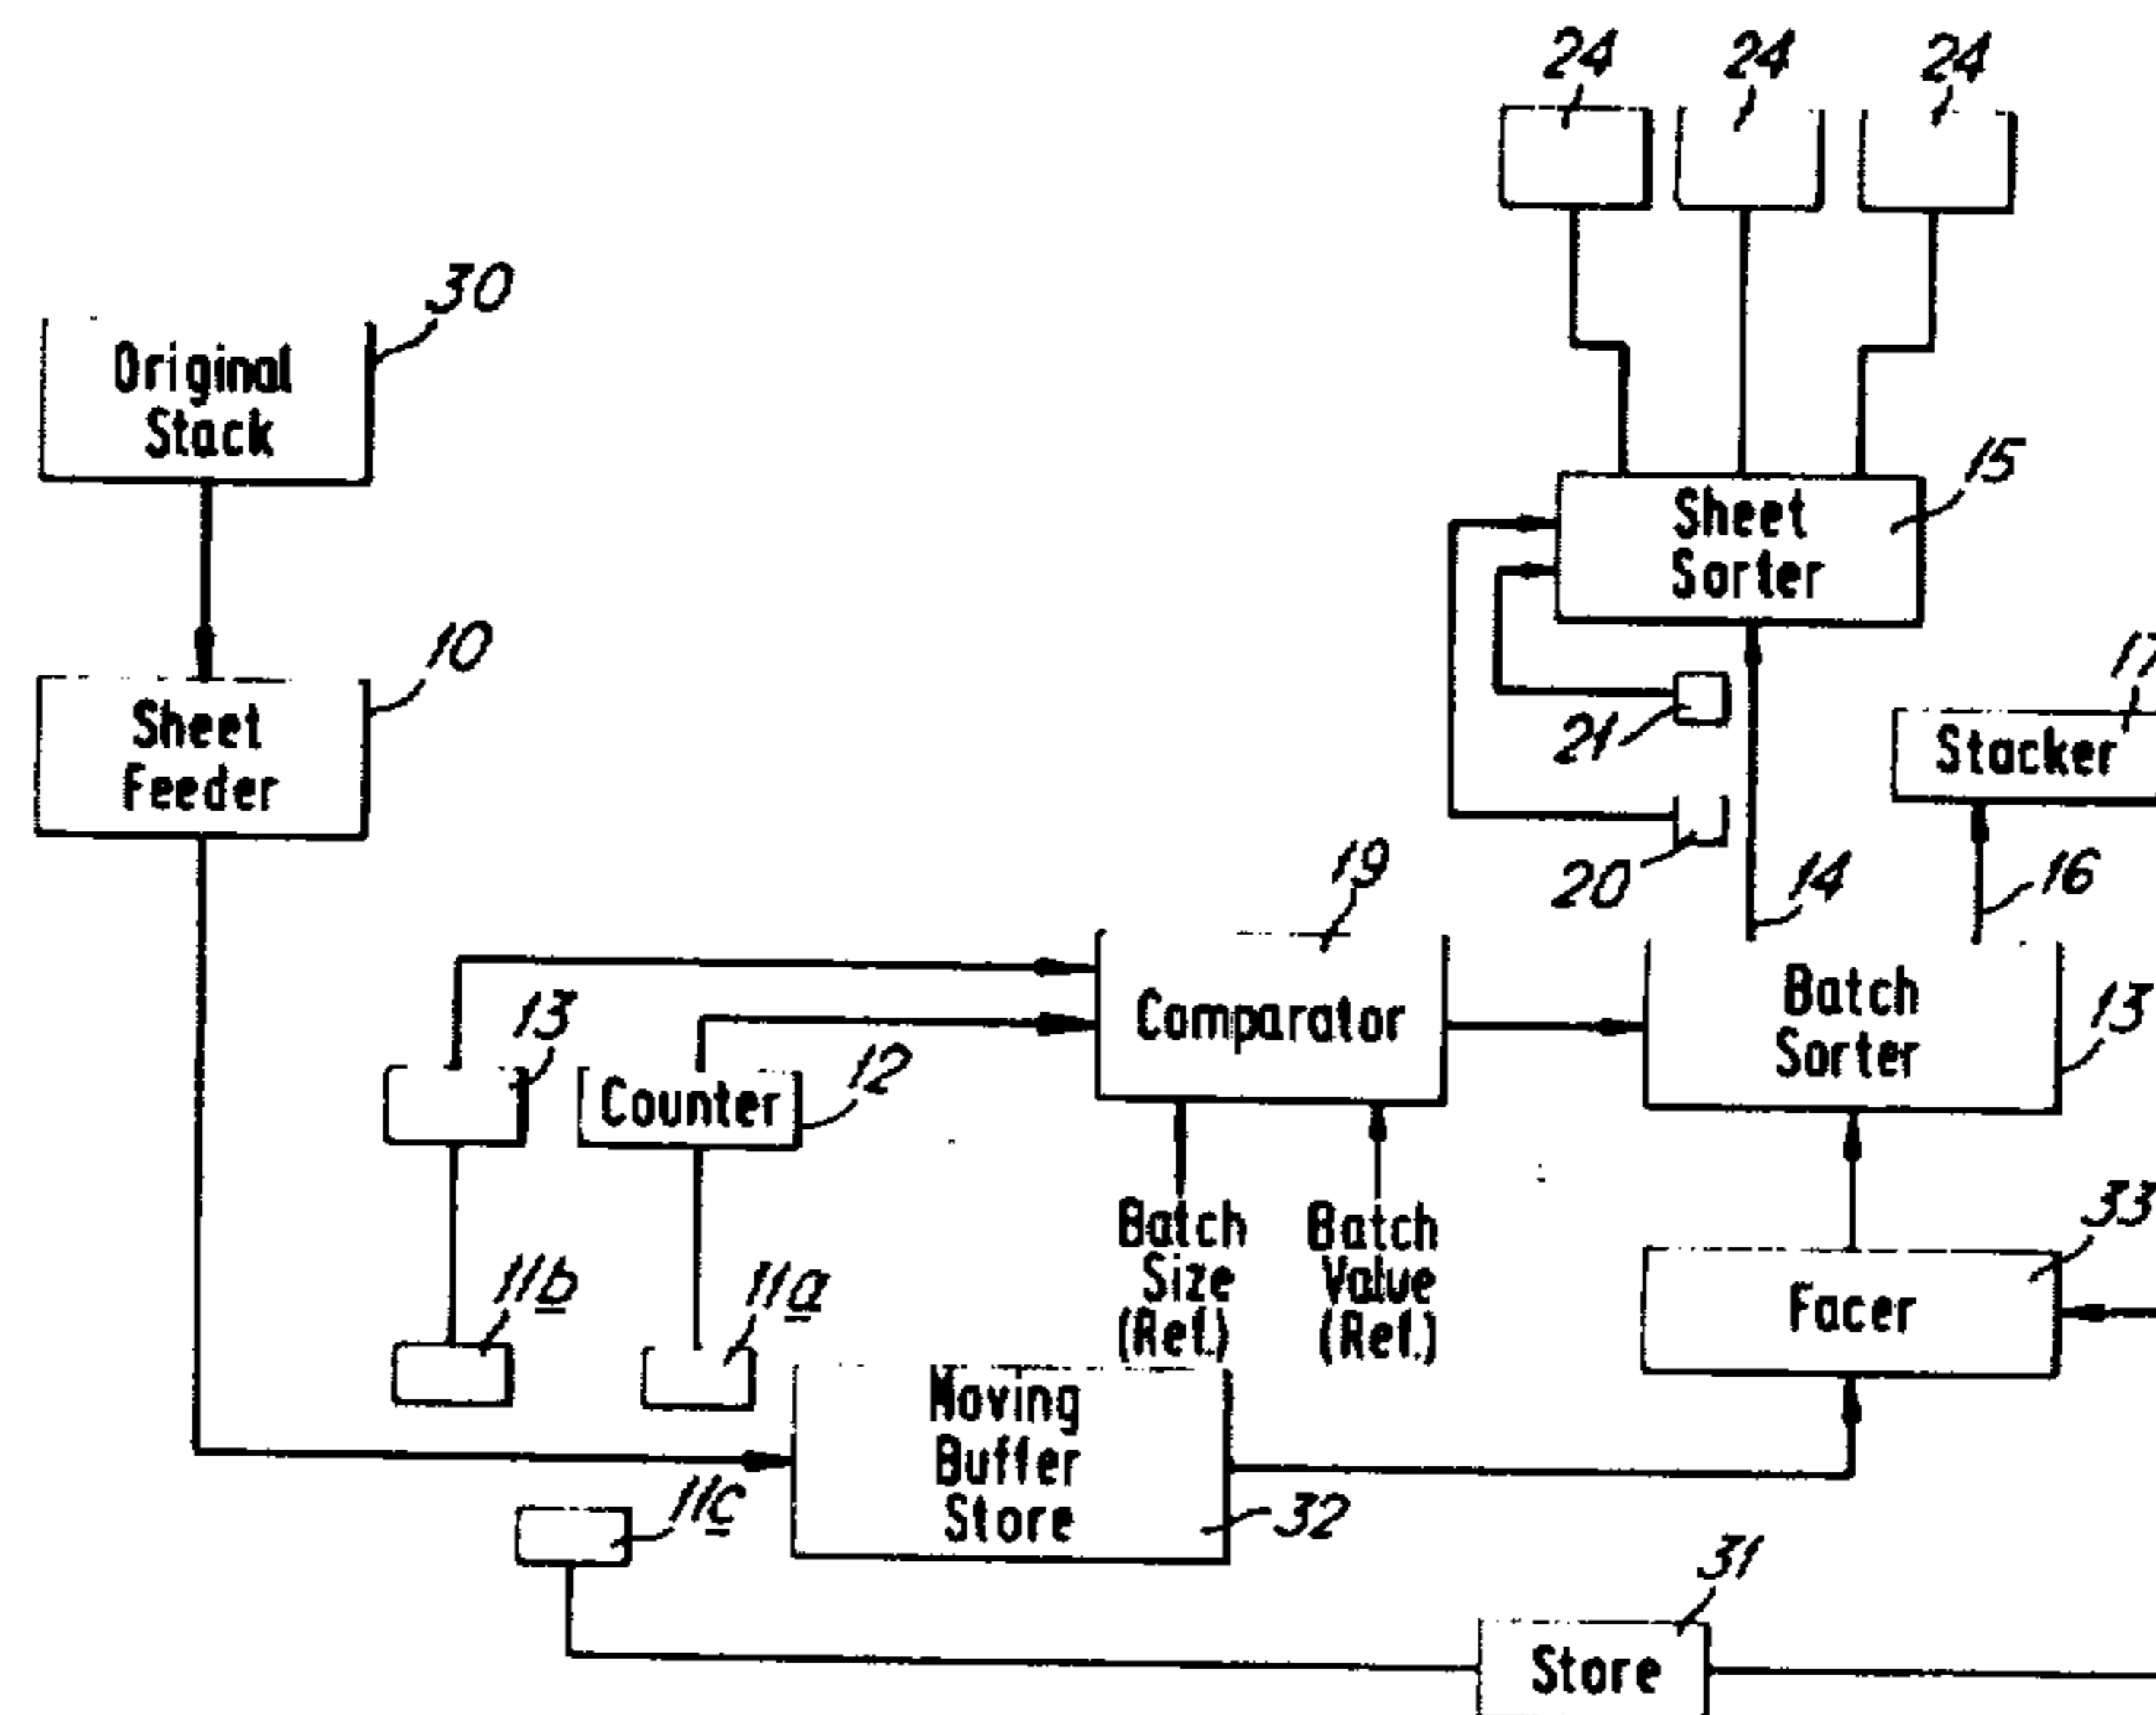 24
24
24
30
Original
Stack
15
Sheet
Sorter
10
Sheet
Feeder
21
17
Stacker
20
14
16
19
Comparator
13
Counter
12
Batch
Sorter
13
Batch
Size
(Ref.)
Batch
Value
(Ref.)
33
Facer
11b
11a
Moving
Buffer
Store
32
11c
31
Store